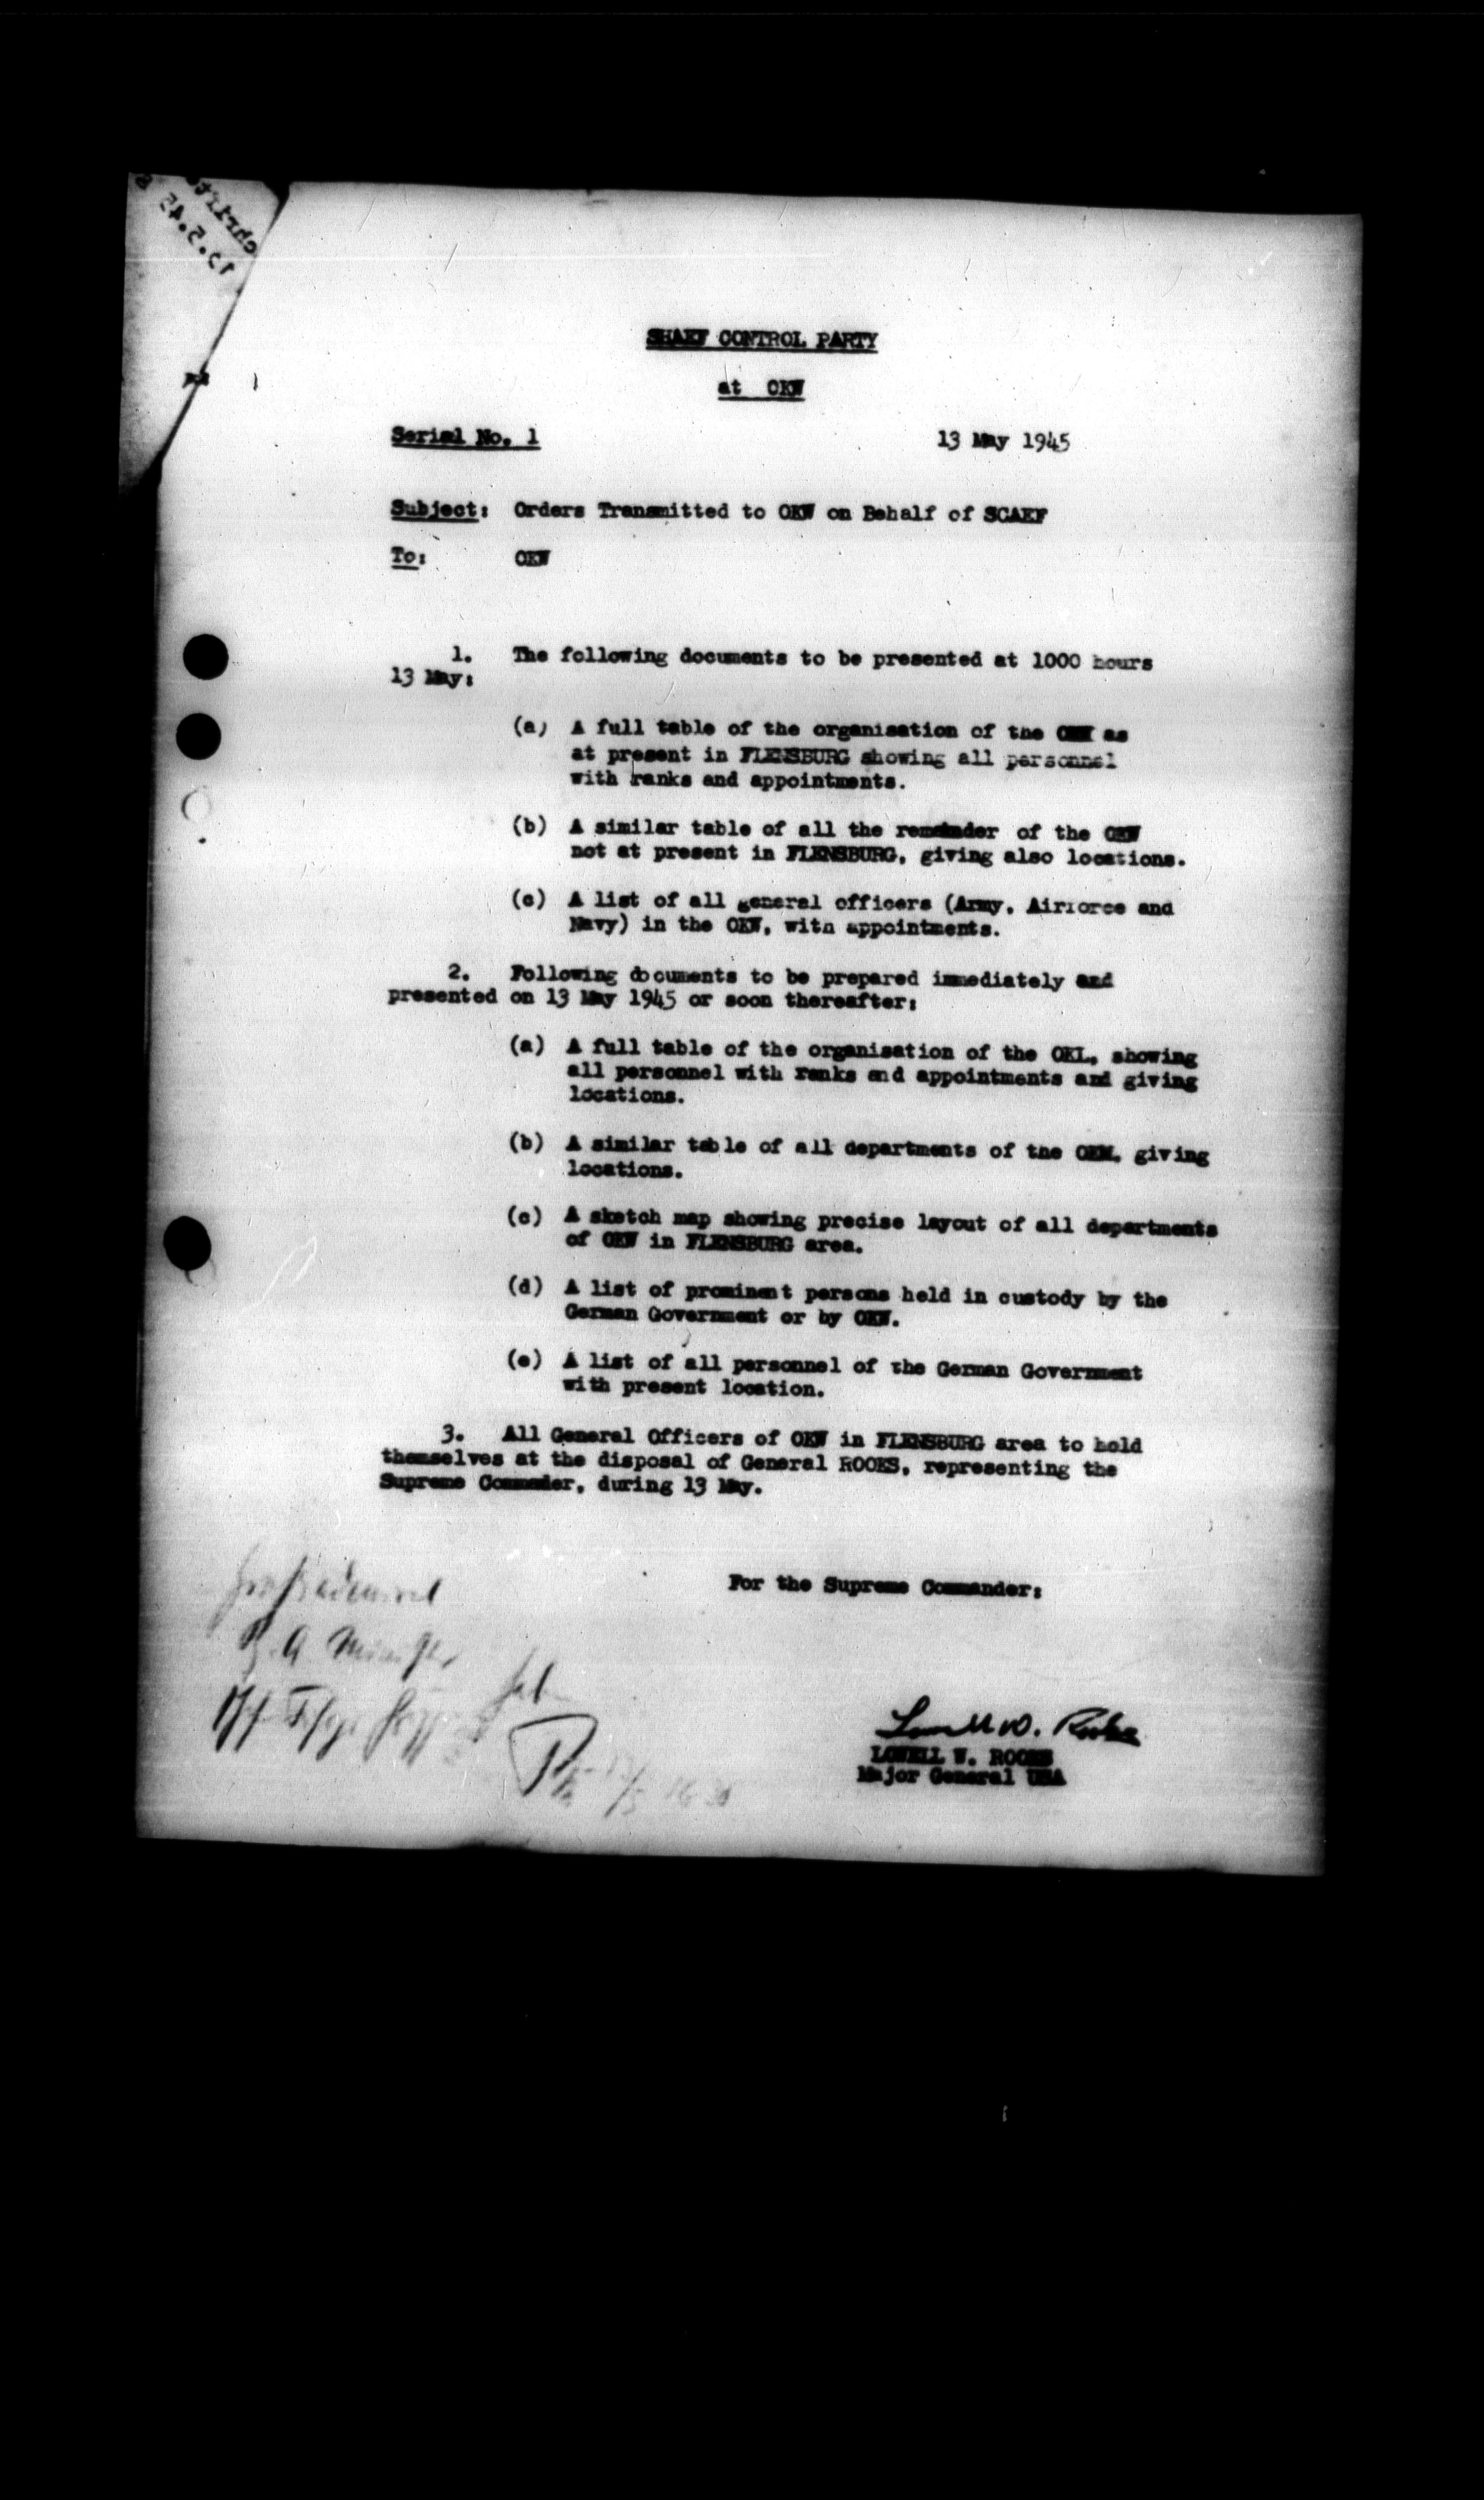 SHAEF CONTROL PARTY
at OKW
Serial No. 1 13 May 1945
Subject: Orders Transmitted to OKW on Behalf of SCAEF
To: OKW
1. The following documents to be presented at 1000 hours
13 May:
(a) A full table of the organisation of the OKW as
at present in FLENSBURG showing all personnel
with ranks and appointments.
(b) A similar table of all the remainder of the OKW
not at present in FLENSBURG, giving also locations.
(c) A list of all general officers (Army, Airforce and
Navy) in the OKW, with appointments.
2. Following documents to be prepared immediately and
presented on 13 May 1945 or soon thereafter:
(a) A full table of the organisation of the OKL, showing
all personnel with ranks and appointments and giving
locations.
(b) A similar table of all departments of the OKM, giving
locations.
(c) A sketch map showing precise layout of all departments
of OKW in FLENSBURG area.
(d) A list of prominent persons held in custody by the
German Government or by OKW.
(e) A list of all personnel of the German Government
with present location.
3. All General Officers of OKW in FLENSBURG area to hold
themselves at the disposal of General ROOKS, representing the
Supreme Commander, during 13 May.
For the Supreme Commander:
Großadmiral
Lowell W. Rooks
LOWELL W. ROOKS
Major General USA